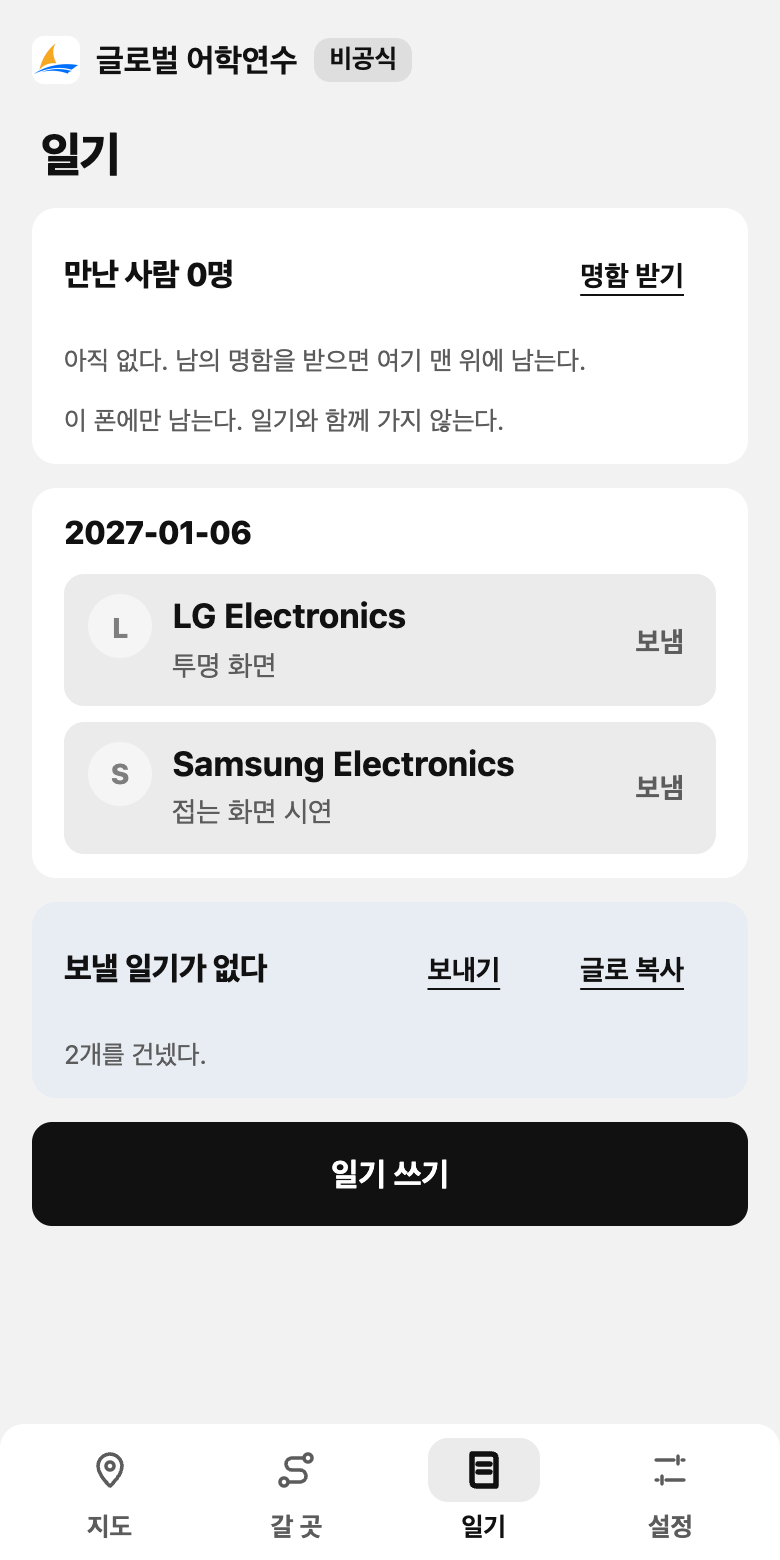 글로벌 어학연수 비공식
일기
만난 사람 0명 명함 받기
아직 없다. 남의 명함을 받으면 여기 맨 위에 남는다.
이 폰에만 남는다. 일기와 함께 가지 않는다.
2027-01-06
L LG Electronics
투명 화면
보냄
S Samsung Electronics
접는 화면 시연
보냄
보낼 일기가 없다 보내기 글로 복사
2개를 건넸다.
일기 쓰기
지도 갈 곳 일기 설정